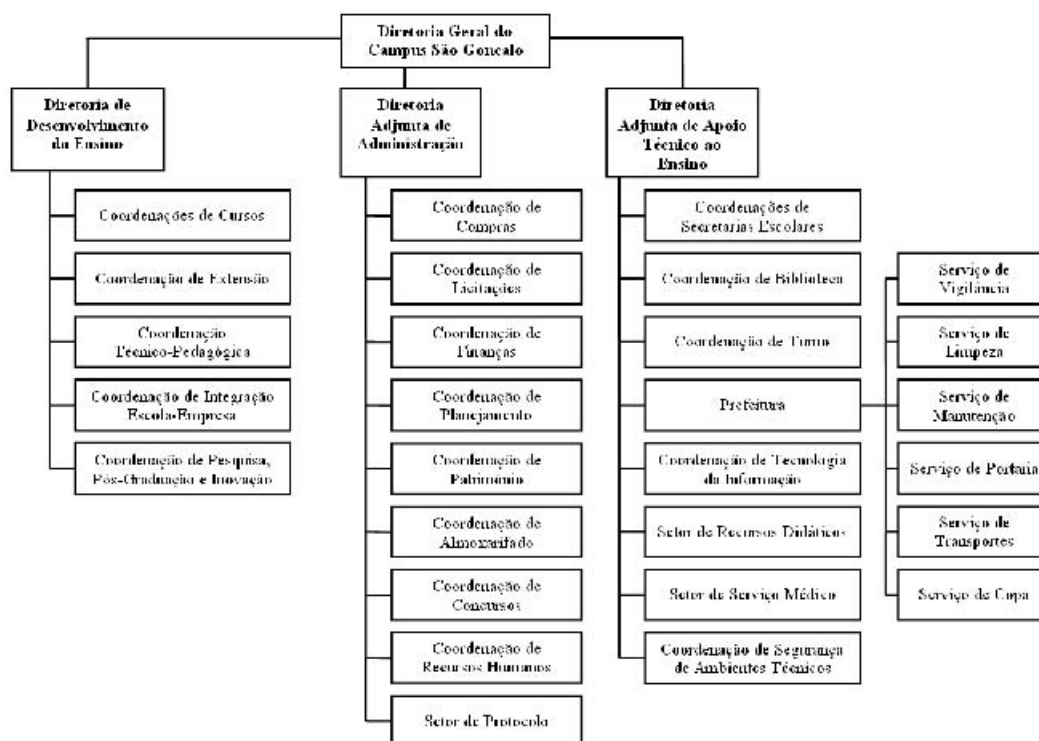 Diretoria Geral do
Campus São Gonçalo
Diretoria de
Desenvolvimento
do Ensino
Coordenações de Cursos
Coordenação de Extensão
Coordenação
Técnico-Pedagógica
Coordenação de Integração
Escola-Empresa
Coordenação de Pesquisa,
Pós-Graduação e Inovação
Diretoria
Adjunta de
Administração
Coordenação de
Compras
Coordenação de
Licitações
Coordenação de
Finanças
Coordenação de
Planejamento
Coordenação de
Patrimônio
Coordenação de
Almoxarifado
Coordenação de
Concursos
Coordenação de
Recursos Humanos
Setor de Protocolo
Diretoria
Adjunta de Apoio
Técnico ao
Ensino
Coordenações de
Secretarias Escolares
Coordenação de Biblioteca
Coordenação de Turno
Prefeitura
Coordenação de Tecnologia
da Informação
Setor de Recursos Didáticos
Setor de Serviço Médico
Coordenação de Segurança
de Ambientes Técnicos
Serviço de
Vigilância
Serviço de
Limpeza
Serviço de
Manutenção
Serviço de Portaria
Serviço de
Transportes
Serviço de Copa